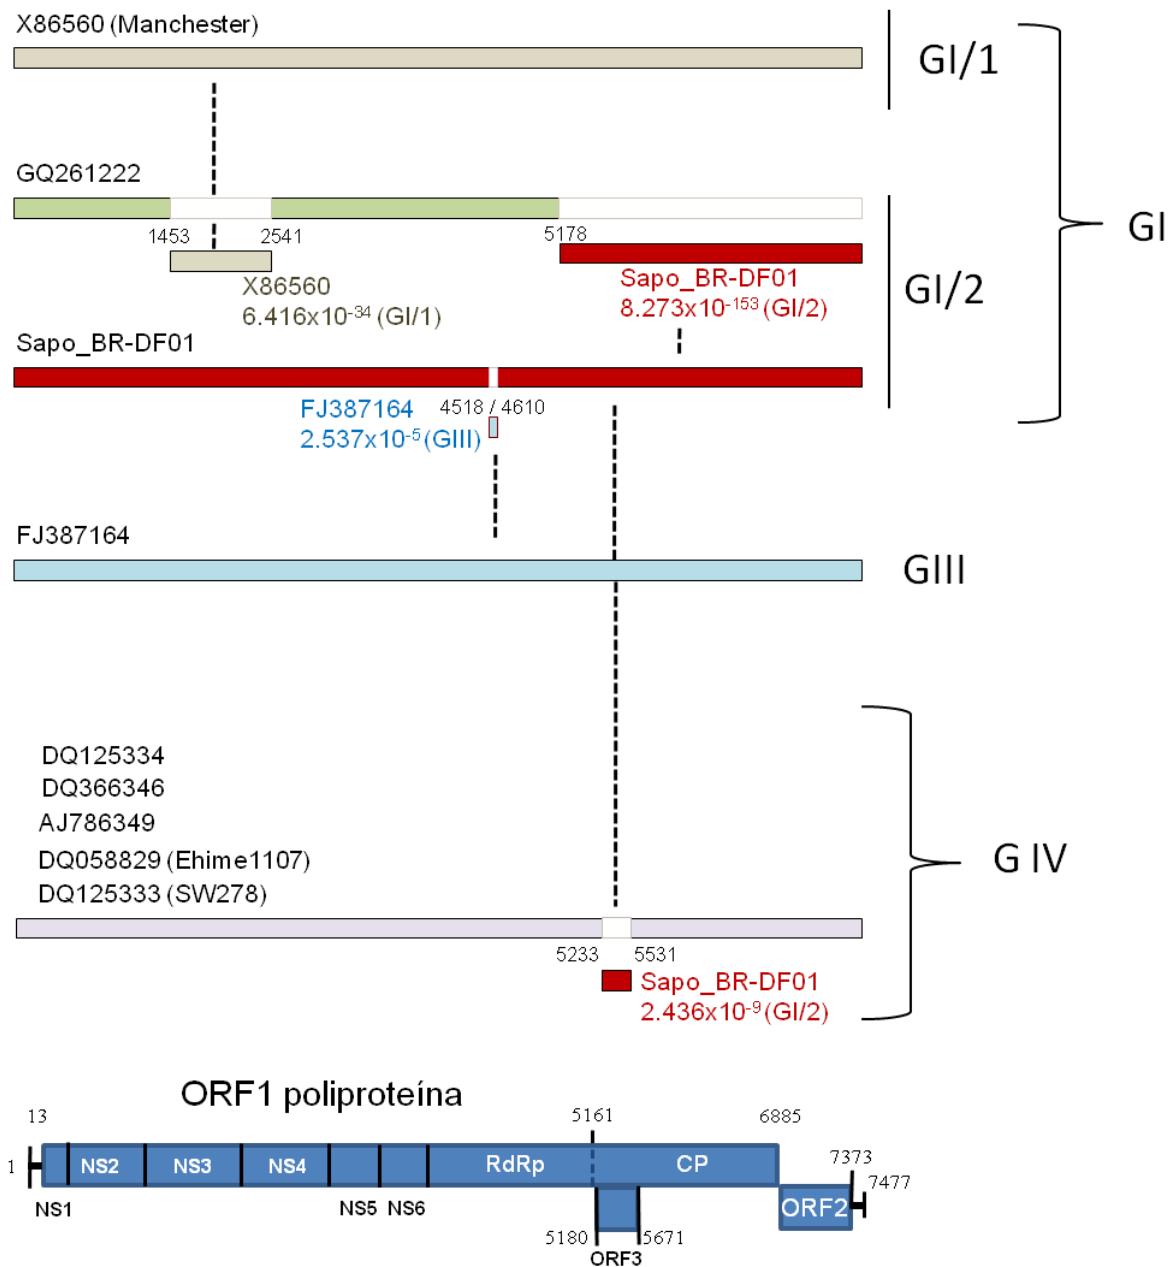 X86560 (Manchester)
GI/1
GQ261222
GI
1453
2541
5178
X86560
6.416x10⁻³⁴ (GI/1)
Sapo_BR-DF01
8.273x10⁻¹⁵³ (GI/2)
GI/2
Sapo_BR-DF01
FJ387164
2.537x10⁻⁵ (GIII)
4518 / 4610
FJ387164
GIII
DQ125334
DQ366346
AJ786349
DQ058829 (Ehime1107)
DQ125333 (SW278)
G IV
5233
5531
Sapo_BR-DF01
2.436x10⁻⁹ (GI/2)
ORF1 poliproteína
13
5161
6885
1
NS2
NS3
NS4
RdRp
CP
7373
7477
NS1
NS5
NS6
ORF2
5180
5671
ORF3